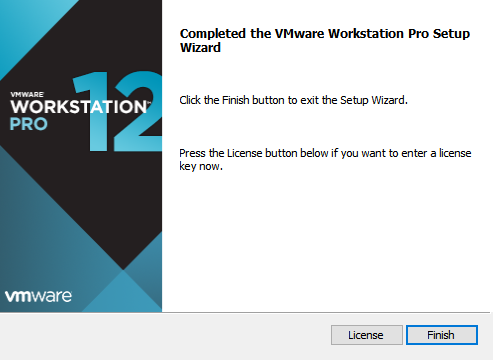 VMWARE
WORKSTATION™
PRO
12
vmware
Completed the VMware Workstation Pro Setup
Wizard
Click the Finish button to exit the Setup Wizard.
Press the License button below if you want to enter a license
key now.
License
Finish